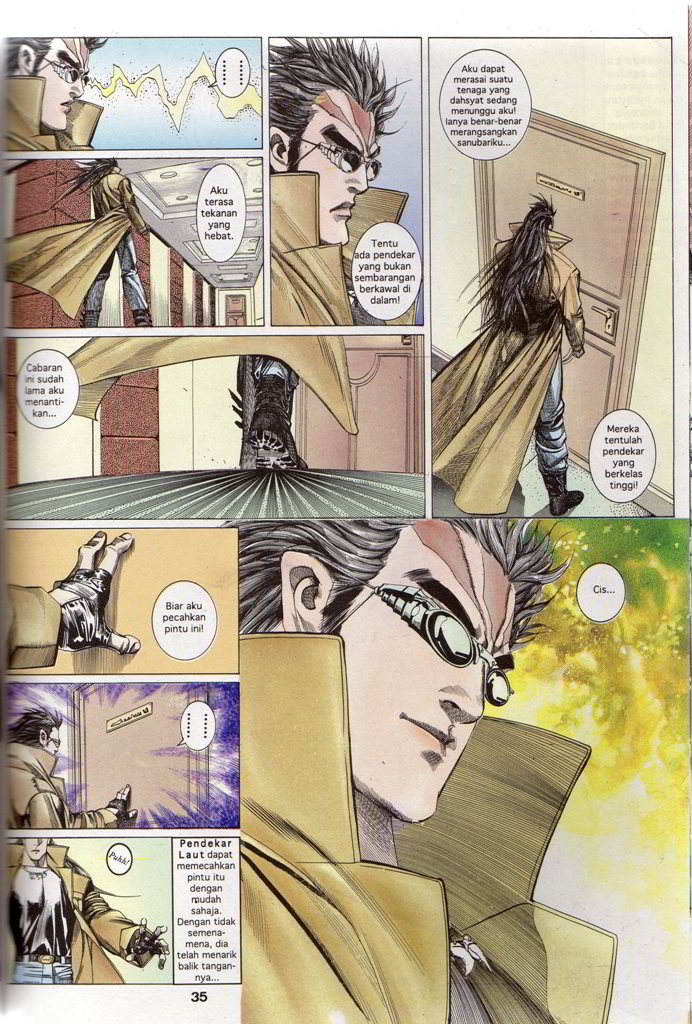 Aku
terasa
tekanan
yang
hebat.
Tentu
ada pendekar
yang bukan
sembarangan
berkawal di
dalam!
Aku dapat
merasai suatu
tenaga yang
dahsyat sedang
menunggu aku!
Ianya benar-benar
merangsangkan
sanubariku...
Mereka
tentulah
pendekar
yang
berkelas
tinggi!
Cabaran
ini sudah
lama aku
menanti-
kan...
Biar aku
pecahkan
pintu ini!
Puhh!
Pendekar
Laut dapat
memecahkan
pintu itu
dengan
mudah
sahaja.
Dengan tidak
semena-
mena, dia
telah menarik
balik tangan-
nya...
Cis...
35